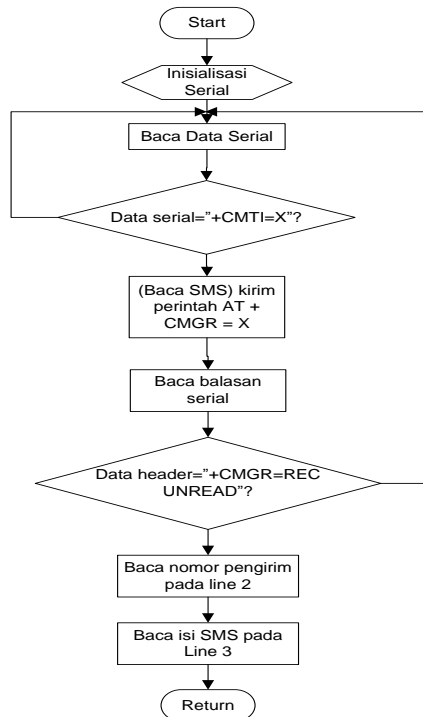 Start
Inisialisasi
Serial
Baca Data Serial
Data serial=”+CMTI=X”?
(Baca SMS) kirim
perintah AT +
CMGR = X
Baca balasan
serial
Data header=”+CMGR=REC
UNREAD”?
Baca nomor pengirim
pada line 2
Baca isi SMS pada
Line 3
Return